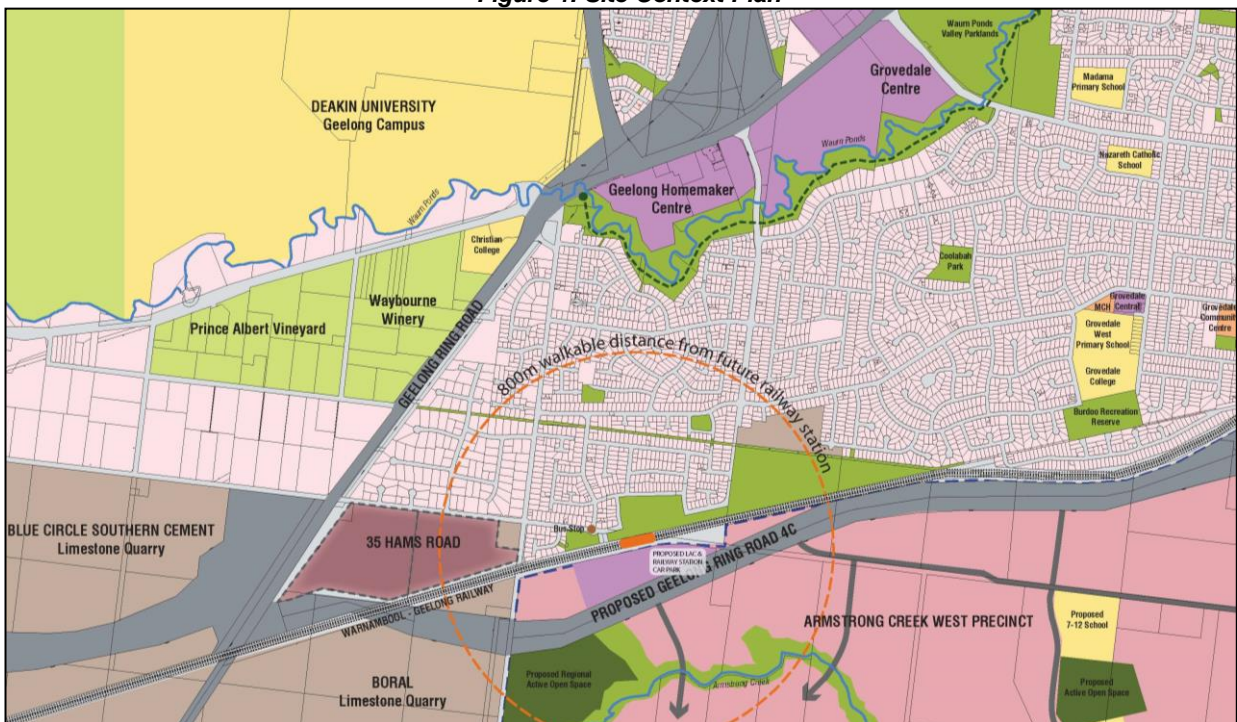 Figure 1: Site Context Plan
Waurn Ponds
Valley Parklands
Grovedale
Centre
Madama
Primary School
DEAKIN UNIVERSITY
Geelong Campus
Waurn Ponds
Nazareth Catholic
School
Geelong Homemaker
Centre
Waurn Ponds
Christian
College
Coolabah
Park
Waybourne
Winery
Prince Albert Vineyard
GEELONG RING ROAD
MCH
Grovedale
Central
Grovedale
Community
Centre
Grovedale
West
Primary School
Grovedale
College
Burdoo Recreation
Reserve
800m walkable distance from future railway station
BLUE CIRCLE SOUTHERN CEMENT
Limestone Quarry
35 HAMS ROAD
Bus Stop
PROPOSED LAC &
RAILWAY STATION
CAR PARK
PROPOSED GEELONG RING ROAD 4C
WARNAMBOOL - GEELONG RAILWAY
ARMSTRONG CREEK WEST PRECINCT
Proposed
7-12 School
BORAL
Limestone Quarry
Proposed Regional
Active Open Space
Armstrong Creek
Proposed
Active Open Space